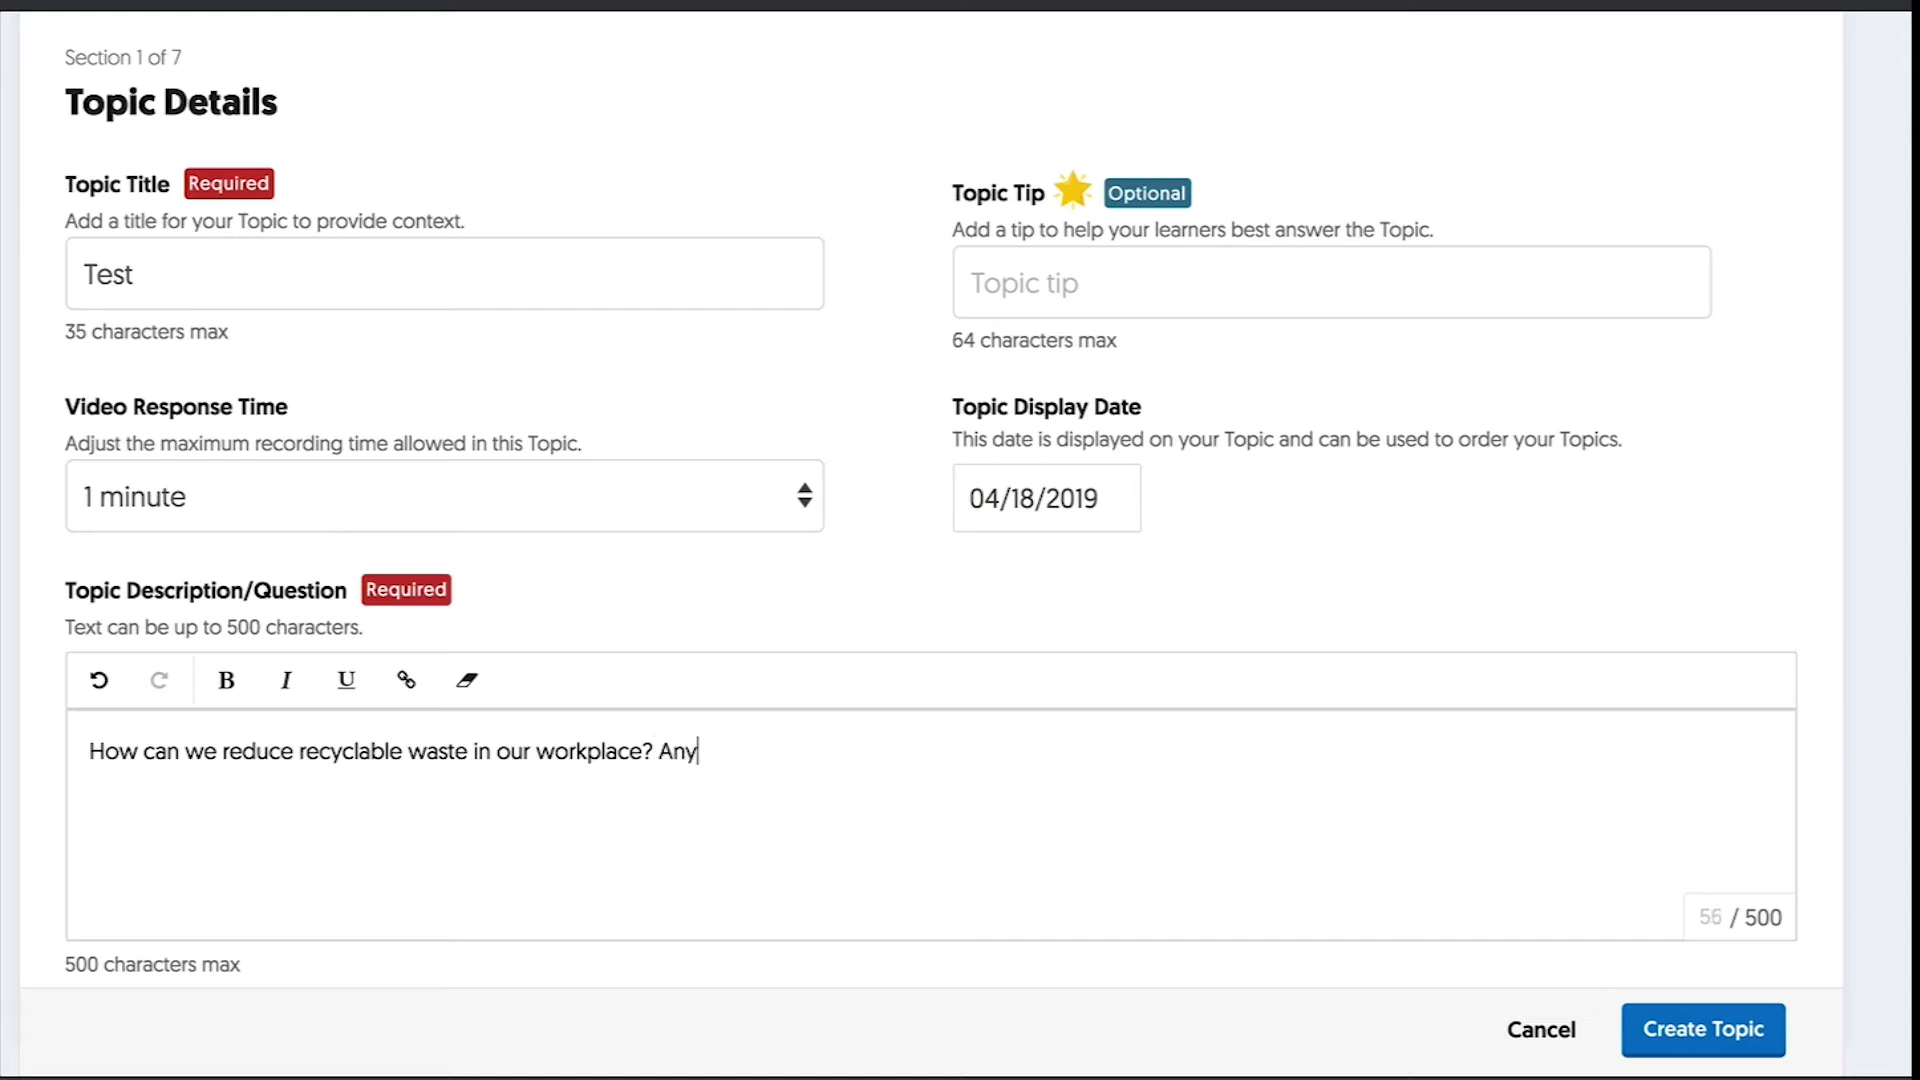 Section 1 of 7
Topic Details
Topic Title Required
Add a title for your Topic to provide context.
Test
35 characters max
Topic Tip Optional
Add a tip to help your learners best answer the Topic.
Topic tip
64 characters max
Video Response Time
Adjust the maximum recording time allowed in this Topic.
1 minute
Topic Display Date
This date is displayed on your Topic and can be used to order your Topics.
04/18/2019
Topic Description/Question Required
Text can be up to 500 characters.
B I U
How can we reduce recyclable waste in our workplace? Any
/ 500
500 characters max
Cancel Create Topic